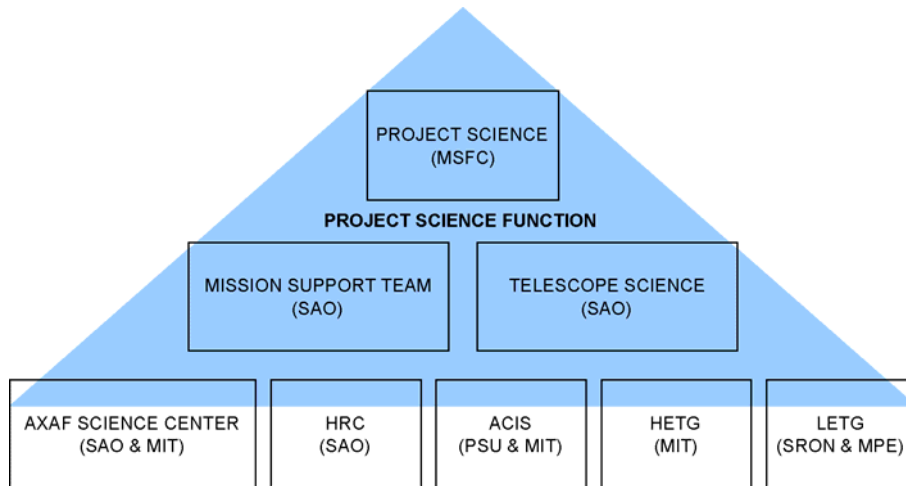 PROJECT SCIENCE
(MSFC)
PROJECT SCIENCE FUNCTION
MISSION SUPPORT TEAM
(SAO)
TELESCOPE SCIENCE
(SAO)
AXAF SCIENCE CENTER
(SAO & MIT)
HRC
(SAO)
ACIS
(PSU & MIT)
HETG
(MIT)
LETG
(SRON & MPE)